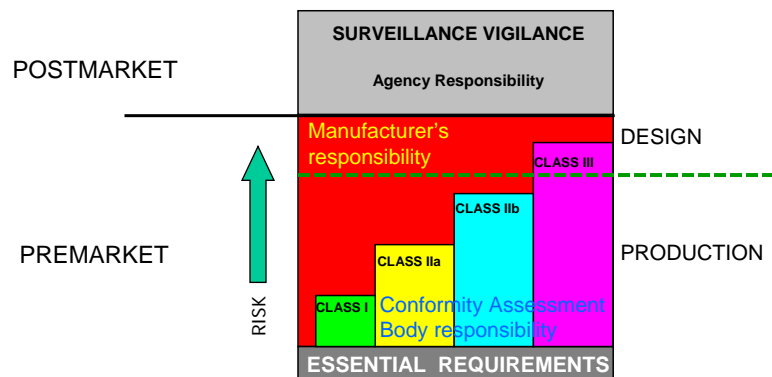 SURVEILLANCE VIGILANCE
POSTMARKET
Agency Responsibility
Manufacturer's
responsibility
DESIGN
CLASS III
CLASS IIb
PREMARKET
PRODUCTION
CLASS IIa
RISK
CLASS I
Conformity Assessment
Body responsibility
ESSENTIAL REQUIREMENTS